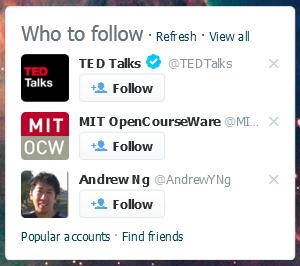 Who to follow · Refresh · View all
TED Talks @TEDTalks
TED
Talks
Follow
MIT OpenCourseWare @MI...
MIT
OCW
Follow
Andrew Ng @AndrewYNg
Follow
Popular accounts · Find friends